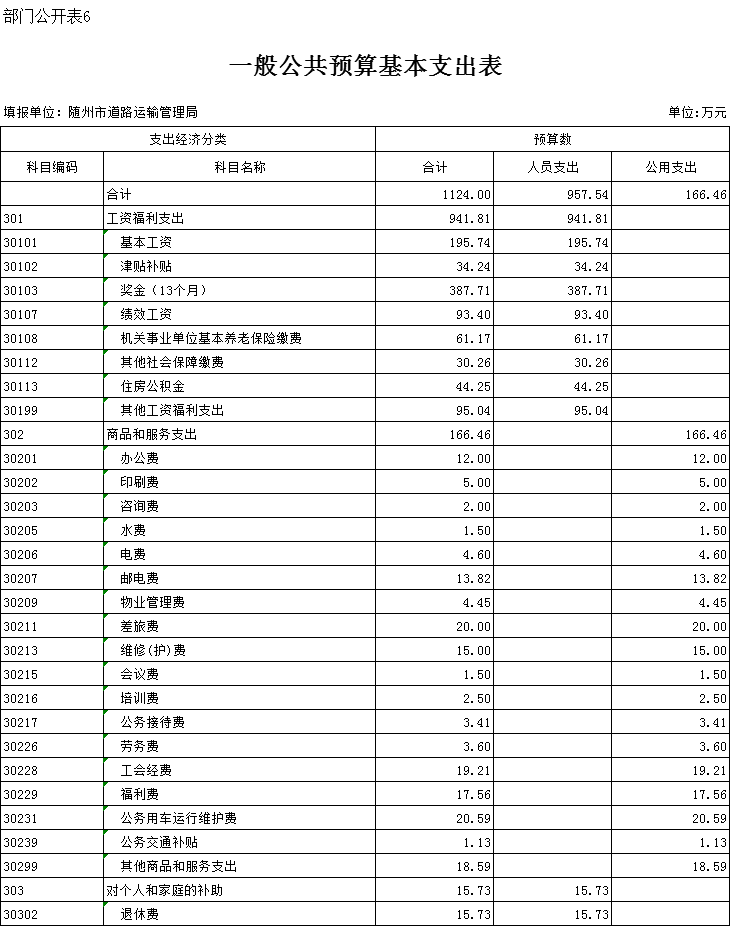 部门公开表6
一般公共预算基本支出表
填报单位：随州市道路运输管理局 单位:万元
支出经济分类 预算数
科目编码 科目名称 合计 人员支出 公用支出
合计 1124.00 957.54 166.46
301 工资福利支出 941.81 941.81
30101 基本工资 195.74 195.74
30102 津贴补贴 34.24 34.24
30103 奖金（13个月） 387.71 387.71
30107 绩效工资 93.40 93.40
30108 机关事业单位基本养老保险缴费 61.17 61.17
30112 其他社会保障缴费 30.26 30.26
30113 住房公积金 44.25 44.25
30199 其他工资福利支出 95.04 95.04
302 商品和服务支出 166.46 166.46
30201 办公费 12.00 12.00
30202 印刷费 5.00 5.00
30203 咨询费 2.00 2.00
30205 水费 1.50 1.50
30206 电费 4.60 4.60
30207 邮电费 13.82 13.82
30209 物业管理费 4.45 4.45
30211 差旅费 20.00 20.00
30213 维修(护)费 15.00 15.00
30215 会议费 1.50 1.50
30216 培训费 2.50 2.50
30217 公务接待费 3.41 3.41
30226 劳务费 3.60 3.60
30228 工会经费 19.21 19.21
30229 福利费 17.56 17.56
30231 公务用车运行维护费 20.59 20.59
30239 公务交通补贴 1.13 1.13
30299 其他商品和服务支出 18.59 18.59
303 对个人和家庭的补助 15.73 15.73
30302 退休费 15.73 15.73